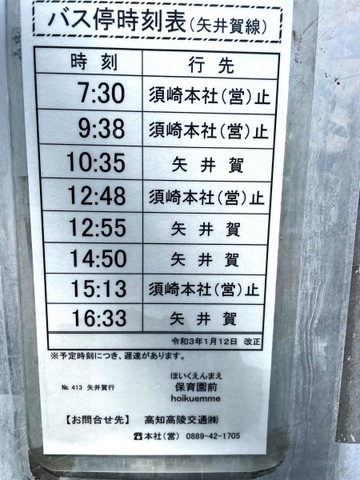 バス停時刻表(矢井賀線)
時刻 行先
7:30 須崎本社(営)止
9:38 須崎本社(営)止
10:35 矢井賀
12:48 須崎本社(営)止
12:55 矢井賀
14:50 矢井賀
15:13 須崎本社(営)止
16:33 矢井賀
令和3年1月12日 改正
※予定時刻につき、遅達があります。
ほいくえんまえ
No. 413 矢井賀行 保育園前
hoikuemme
【お問合せ先】 高知高陵交通㈱
☎本社(営) 0889-42-1705